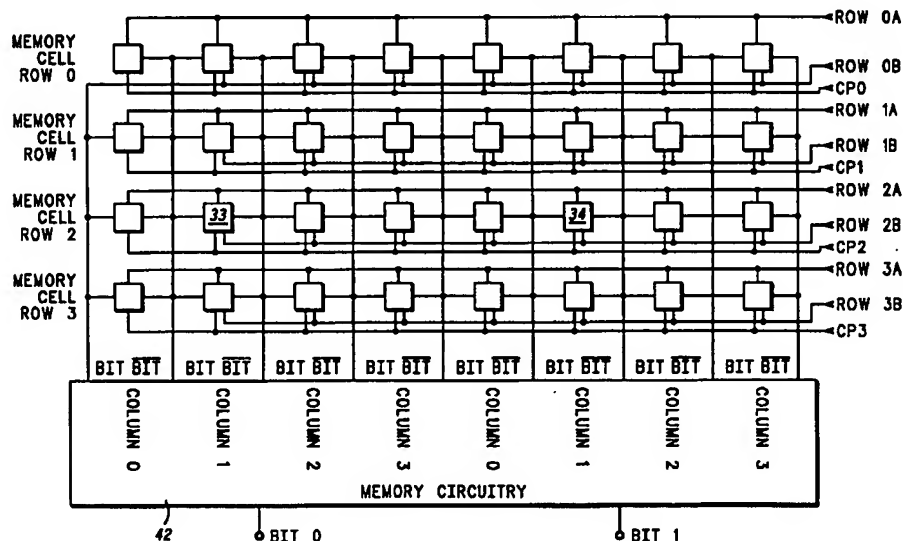 ROW 0A
MEMORY
CELL
ROW 0
ROW 0B
CP0
ROW 1A
MEMORY
CELL
ROW 1
ROW 1B
CP1
ROW 2A
MEMORY
CELL
ROW 2
33
34
ROW 2B
CP2
ROW 3A
MEMORY
CELL
ROW 3
ROW 3B
CP3
BIT BIT BIT BIT BIT BIT BIT BIT BIT BIT BIT BIT BIT BIT BIT BIT
COLUMN 0
COLUMN 1
COLUMN 2
COLUMN 3
COLUMN 0
COLUMN 1
COLUMN 2
COLUMN 3
MEMORY CIRCUITRY
42
BIT 0
BIT 1